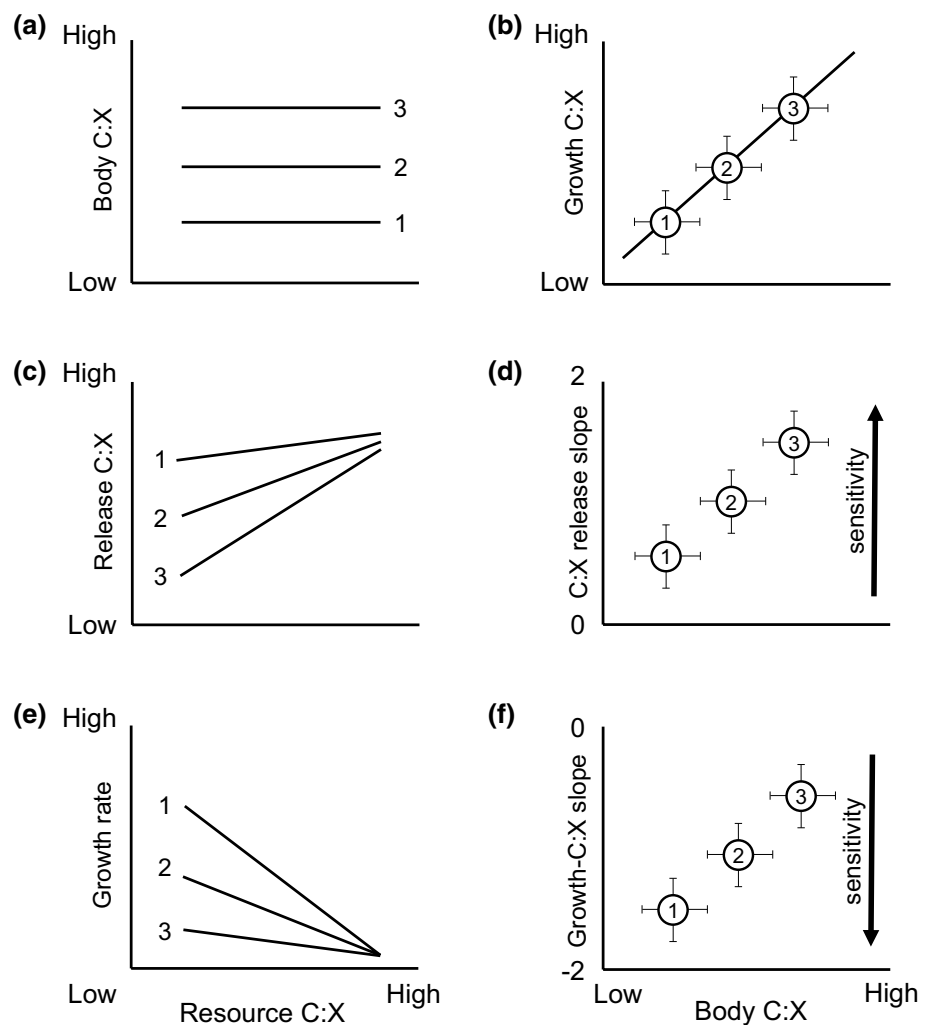 (a)
High
Body C:X
3
2
1
Low
(b)
High
Growth C:X
3
2
1
Low
(c)
High
Release C:X
1
2
3
Low
(d)
2
C:X release slope
3
2
1
sensitivity
0
(e)
High
Growth rate
1
2
3
Low
Resource C:X
High
(f)
0
Growth-C:X slope
3
2
1
sensitivity
-2
Low
Body C:X
High